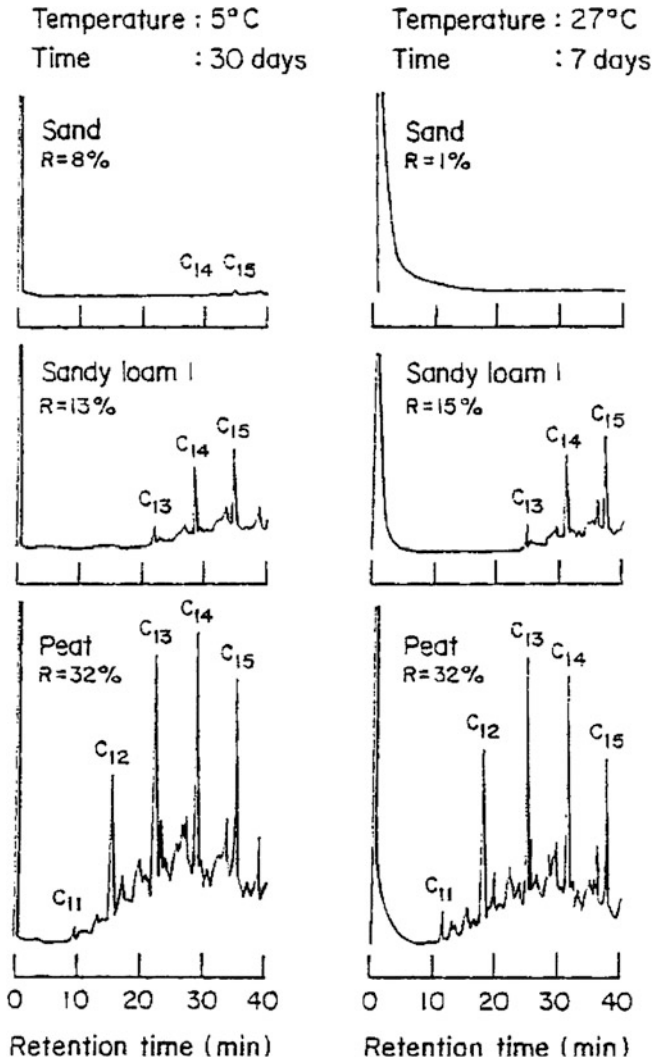 Temperature : 5°C
Time : 30 days
Temperature : 27°C
Time : 7 days
Sand
R=8%
C14 C15
Sand
R=1%
Sandy loam I
R=13%
C13
C14
C15
Sandy loam I
R=15%
C13
C14
C15
Peat
R=32%
C11
C12
C13
C14
C15
0 10 20 30 40
Retention time (min)
Peat
R=32%
C11
C12
C13
C14
C15
0 10 20 30 40
Retention time (min)